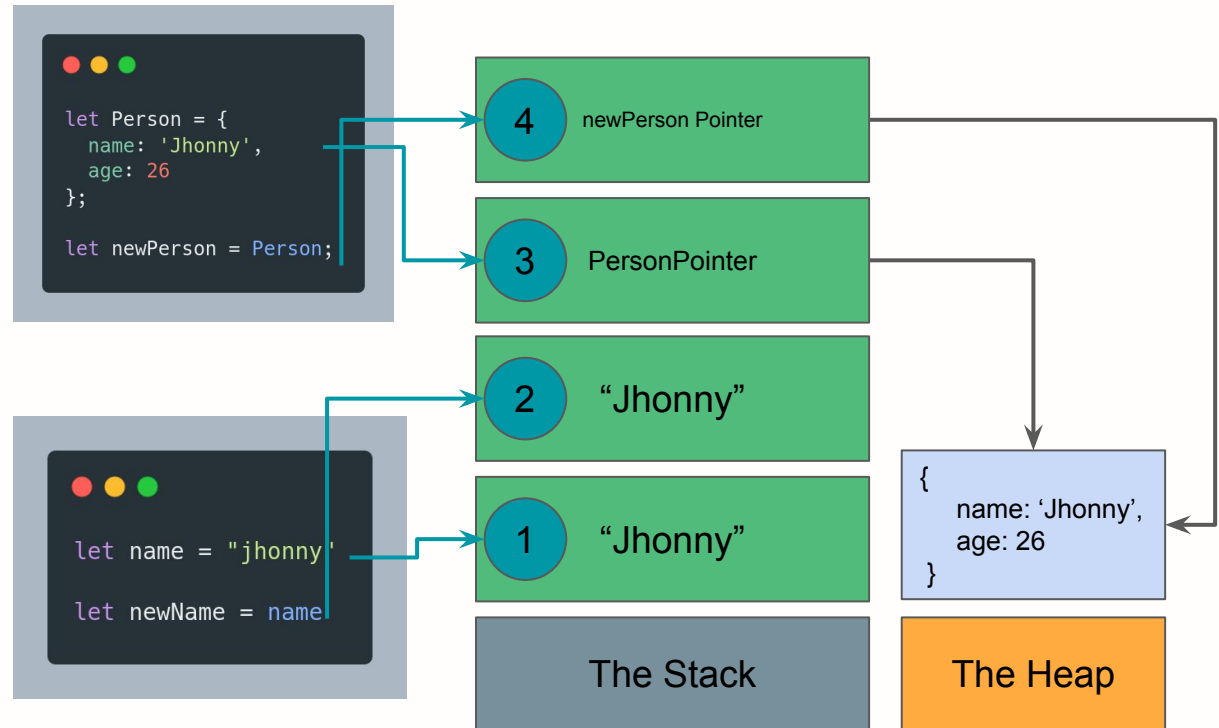 let Person = {
name: 'Jhonny',
age: 26
};
let newPerson = Person;
4 newPerson Pointer
3 PersonPointer
2 “Jhonny”
let name = "jhonny"
let newName = name
1 “Jhonny”
{
name: ‘Jhonny’,
age: 26
}
The Stack
The Heap